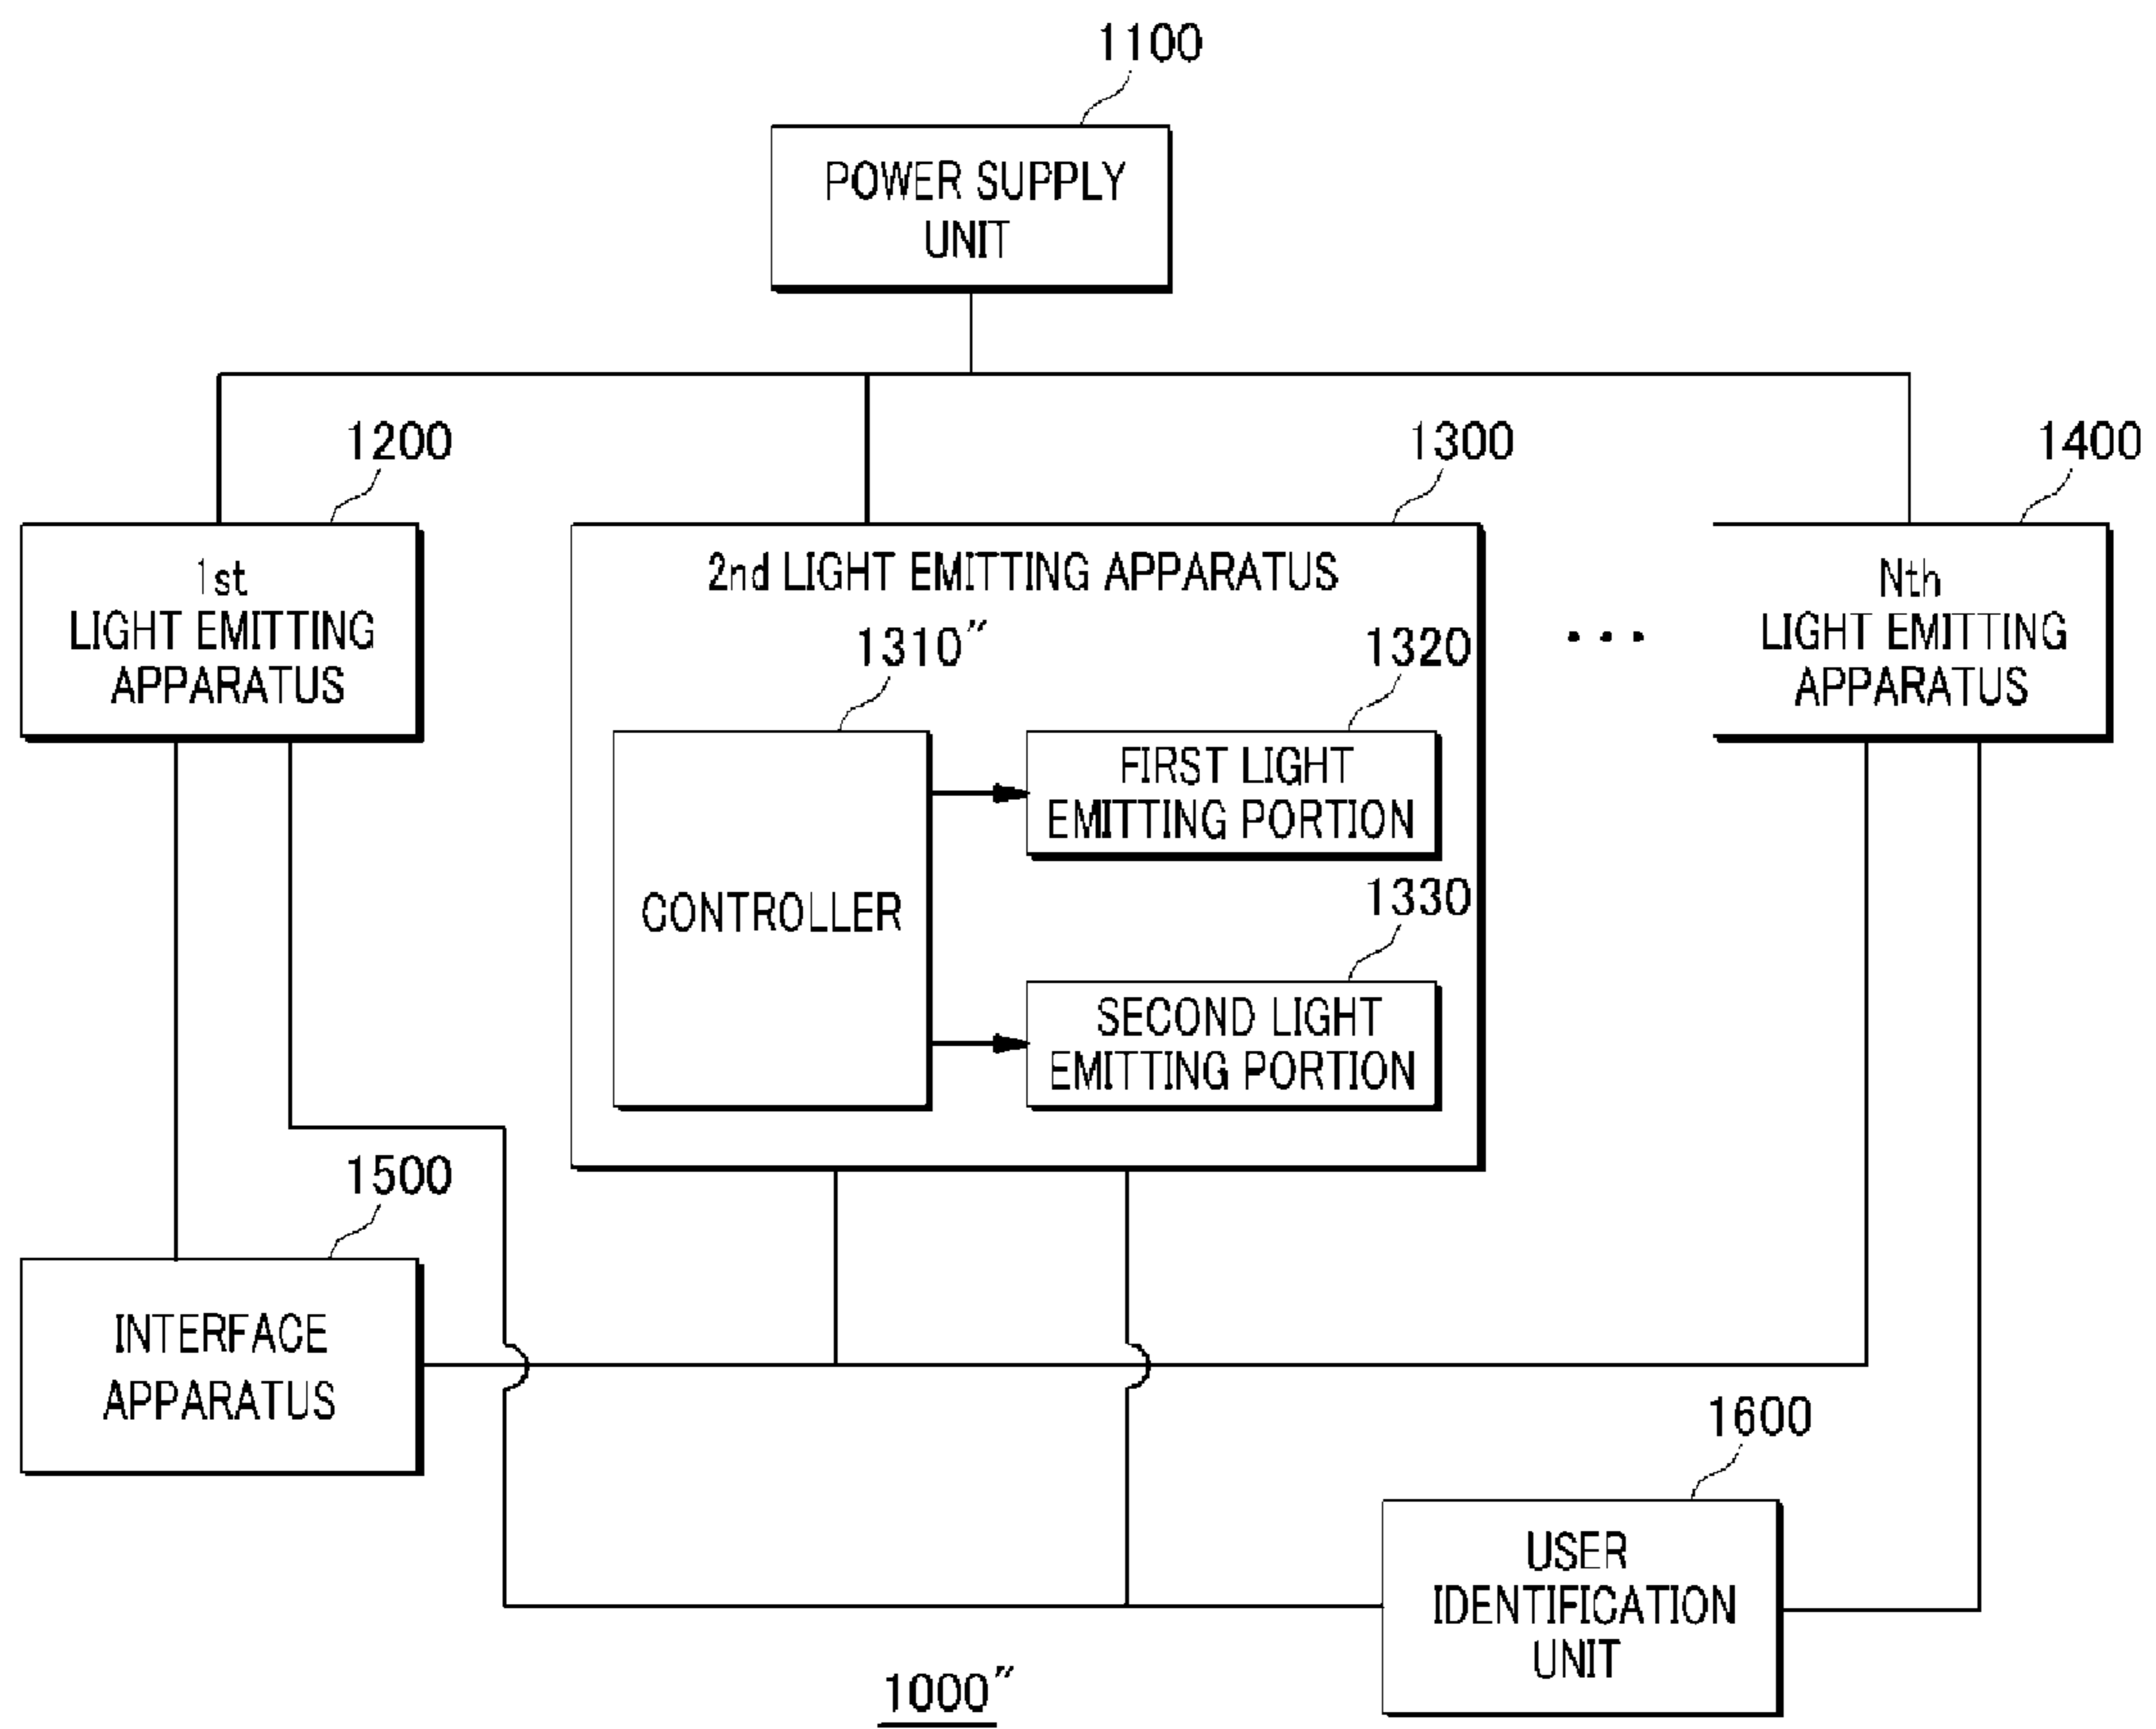 1100
POWER SUPPLY
UNIT
1200
1300
1400
1st
LIGHT EMITTING
APPARATUS
2nd LIGHT EMITTING APPARATUS
1310"
1320
CONTROLLER
FIRST LIGHT
EMITTING PORTION
1330
SECOND LIGHT
EMITTING PORTION
...
Nth
LIGHT EMITTING
APPARATUS
1500
INTERFACE
APPARATUS
1600
USER
IDENTIFICATION
UNIT
1000"